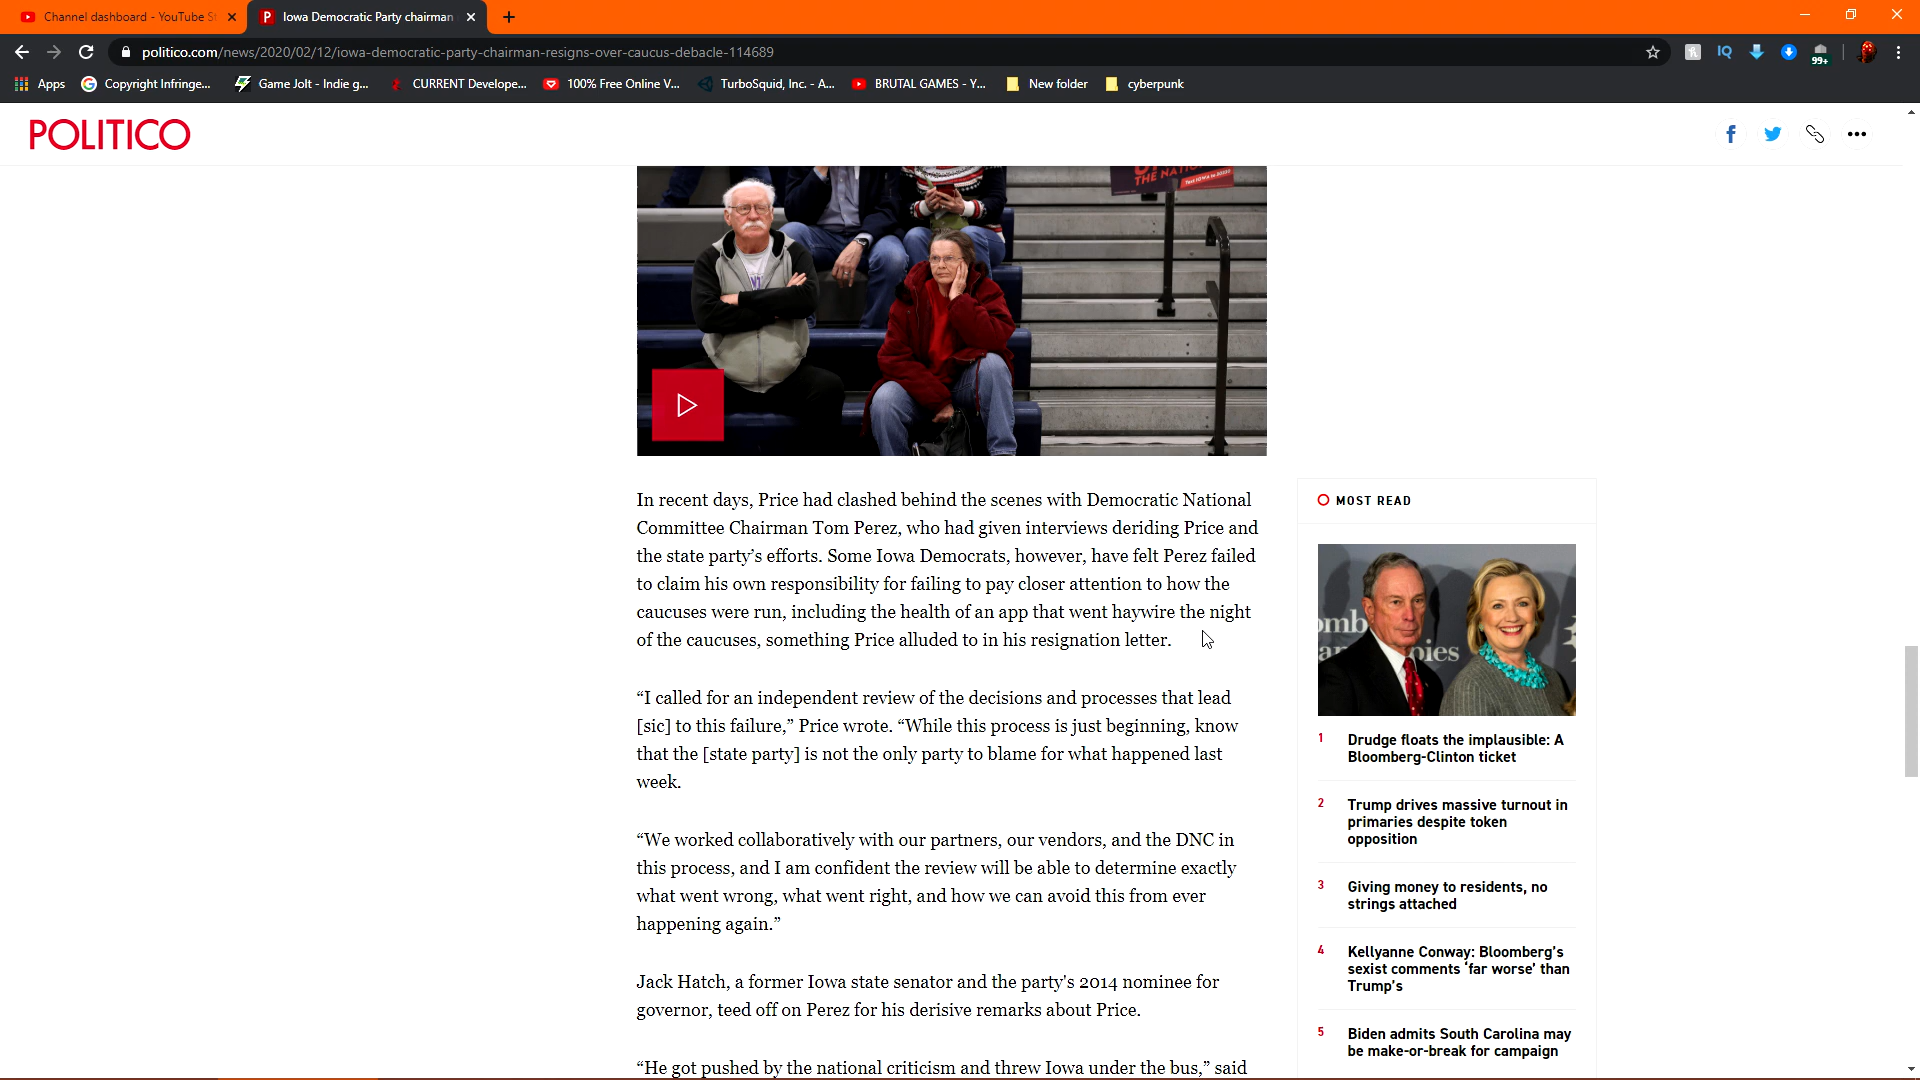 Channel dashboard - YouTube St
Iowa Democratic Party chairman
politico.com/news/2020/02/12/iowa-democratic-party-chairman-resigns-over-caucus-debacle-114689
IQ
99+
Apps
Copyright Infringe...
Game Jolt - Indie g...
CURRENT Develope...
100% Free Online V...
TurboSquid, Inc. - A...
BRUTAL GAMES - Y...
New folder
cyberpunk
POLITICO
THE NATI
In recent days, Price had clashed behind the scenes with Democratic National
Committee Chairman Tom Perez, who had given interviews deriding Price and
the state party’s efforts. Some Iowa Democrats, however, have felt Perez failed
to claim his own responsibility for failing to pay closer attention to how the
caucuses were run, including the health of an app that went haywire the night
of the caucuses, something Price alluded to in his resignation letter.
“I called for an independent review of the decisions and processes that lead
[sic] to this failure,” Price wrote. “While this process is just beginning, know
that the [state party] is not the only party to blame for what happened last
week.
“We worked collaboratively with our partners, our vendors, and the DNC in
this process, and I am confident the review will be able to determine exactly
what went wrong, what went right, and how we can avoid this from ever
happening again.”
Jack Hatch, a former Iowa state senator and the party's 2014 nominee for
governor, teed off on Perez for his derisive remarks about Price.
“He got pushed by the national criticism and threw Iowa under the bus,” said
MOST READ
omb
an
pies
1 Drudge floats the implausible: A
Bloomberg-Clinton ticket
2 Trump drives massive turnout in
primaries despite token
opposition
3 Giving money to residents, no
strings attached
4 Kellyanne Conway: Bloomberg’s
sexist comments ‘far worse’ than
Trump’s
5 Biden admits South Carolina may
be make-or-break for campaign